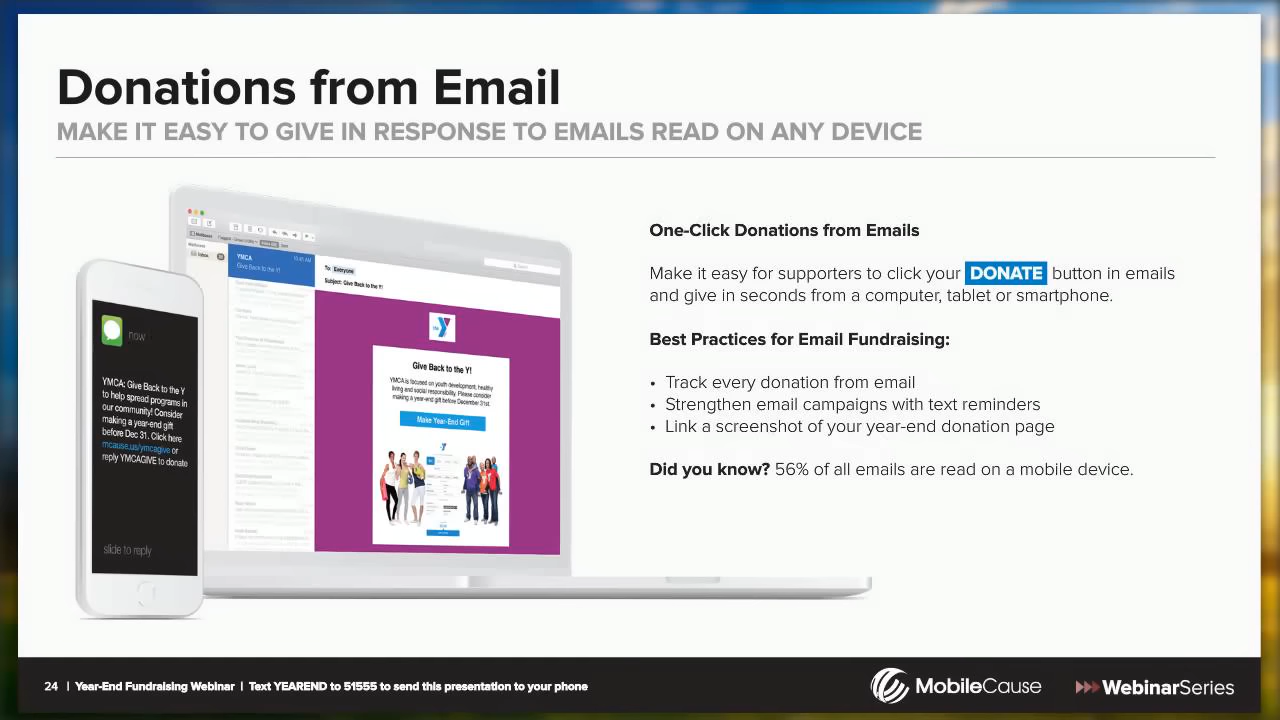 Donations from Email
MAKE IT EASY TO GIVE IN RESPONSE TO EMAILS READ ON ANY DEVICE
now
YMCA: Give Back to the Y
to help spread programs in
our community! Consider
making a year-end gift
before Dec 31. Click here
mcause.us/ymcagive or
reply YMCAGIVE to donate
slide to reply
Mailboxes
Inbox
YMCA 10:45 AM
Give Back to the Y!
To: Everyone
Subject: Give Back to the Y!
Search
the Y
Give Back to the Y!
YMCA is focused on youth development, healthy
living and social responsibility. Please consider
making a year-end gift before December 31st.
Make Year-End Gift
One-Click Donations from Emails
Make it easy for supporters to click your DONATE button in emails
and give in seconds from a computer, tablet or smartphone.
Best Practices for Email Fundraising:
• Track every donation from email
• Strengthen email campaigns with text reminders
• Link a screenshot of your year-end donation page
Did you know? 56% of all emails are read on a mobile device.
24 | Year-End Fundraising Webinar | Text YEAREND to 51555 to send this presentation to your phone
MobileCause
WebinarSeries